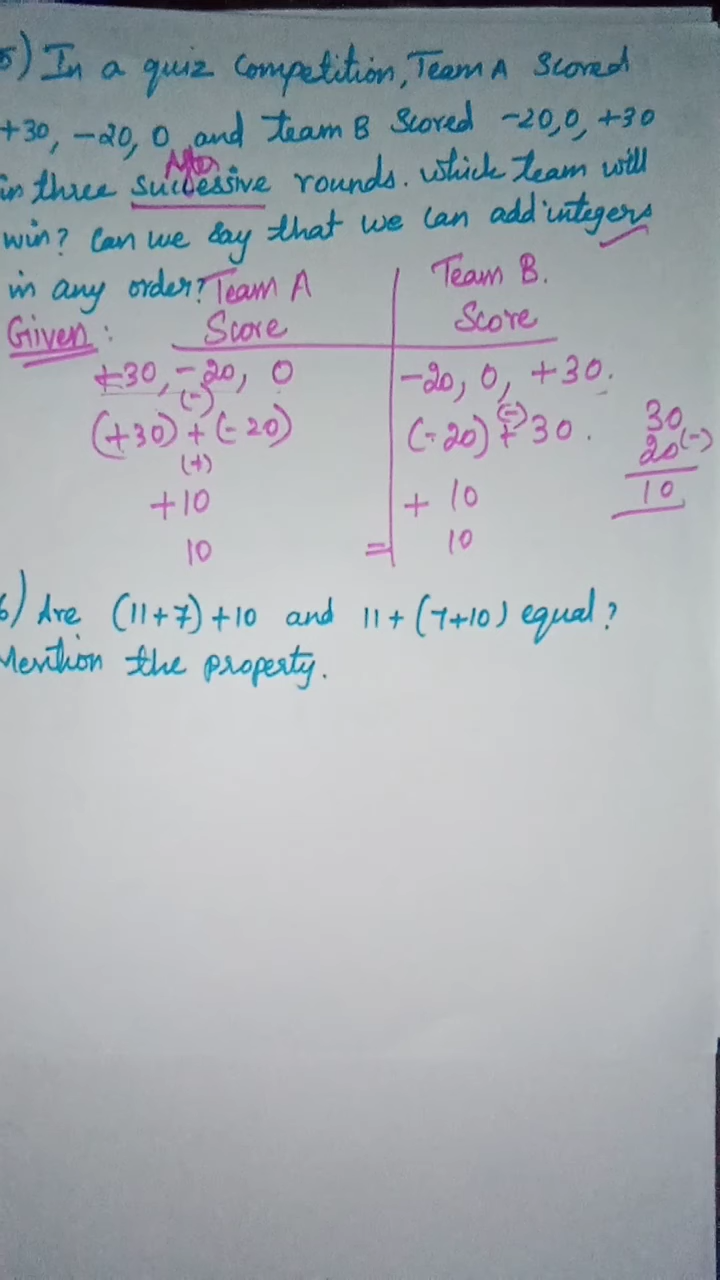 5) In a quiz competition, Team A Scored
+30, -20, 0 and team B Scored -20, 0, +30
After
in three successive rounds. which team will
win? Can we say that we can add integers
in any order? Team A
Team B.
Given: Score
Score
+30, -20, 0
-20, 0, +30.
(-)
(+30) + (-20)
(-)
(-20) + 30.
30
20(-)
10
(+)
+10
+ 10
10 = 10
6) Are (11+7)+10 and 11+(7+10) equal?
Mention the property.